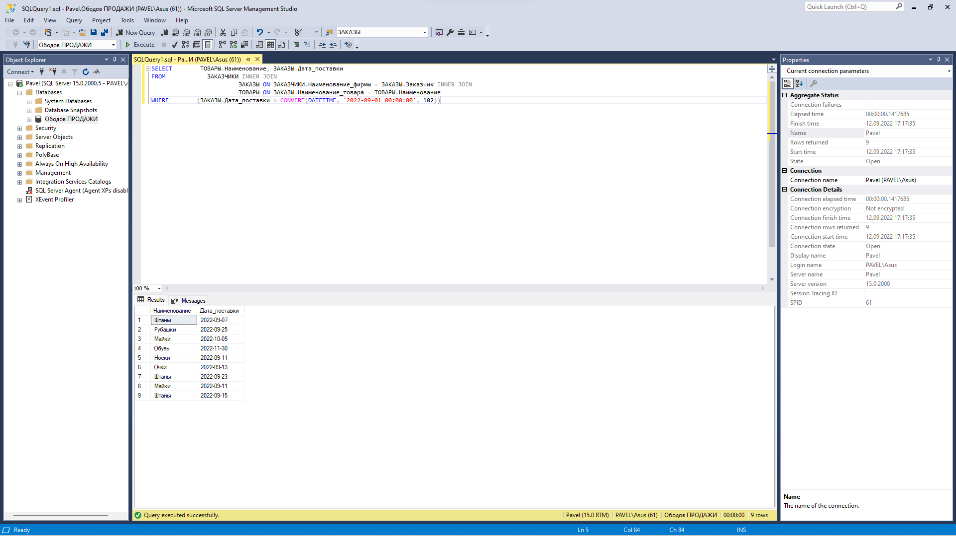 SQLQuery1.sql - Pavel.Ободов ПРОДАЖИ (PAVEL\Asus (61)) - Microsoft SQL Server Management Studio
Quick Launch (Ctrl+Q)
File Edit View Query Project Tools Window Help
New Query ЗАКАЗЫ
Ободов ПРОДАЖИ Execute
Object Explorer
Connect
Pavel (SQL Server 15.0.2000.5 - PAVEL\
Databases
System Databases
Database Snapshots
Ободов ПРОДАЖИ
Security
Server Objects
Replication
PolyBase
Always On High Availability
Management
Integration Services Catalogs
SQL Server Agent (Agent XPs disabl
XEvent Profiler
SQLQuery1.sql - Pa...И (PAVEL\Asus (61))
SELECT ТОВАРЫ.Наименование, ЗАКАЗЫ.Дата_поставки
FROM ЗАКАЗЧИКИ INNER JOIN
ЗАКАЗЫ ON ЗАКАЗЧИКИ.Наименование_фирмы = ЗАКАЗЫ.Заказчик INNER JOIN
ТОВАРЫ ON ЗАКАЗЫ.Наименование_товара = ТОВАРЫ.Наименование
WHERE (ЗАКАЗЫ.Дата_поставки > CONVERT(DATETIME, '2022-09-01 00:00:00', 102))
100 %
Results Messages
Наименование Дата_поставки
1 Штаны 2022-09-07
2 Рубашки 2022-09-25
3 Майки 2022-10-05
4 Обувь 2022-11-30
5 Носки 2022-09-11
6 Очки 2022-09-13
7 Штаны 2022-09-23
8 Майки 2022-09-11
9 Штаны 2022-09-15
Query executed successfully. Pavel (15.0 RTM) PAVEL\Asus (61) Ободов ПРОДАЖИ 00:00:00 9 rows
Properties
Current connection parameters
Aggregate Status
Connection failures
Elapsed time 00:00:00.1417685
Finish time 12.09.2022 17:17:35
Name Pavel
Rows returned 9
Start time 12.09.2022 17:17:35
State Open
Connection
Connection name Pavel (PAVEL\Asus)
Connection Details
Connection elapsed time 00:00:00.1417685
Connection encryption Not encrypted
Connection finish time 12.09.2022 17:17:35
Connection rows returned 9
Connection start time 12.09.2022 17:17:35
Connection state Open
Display name Pavel
Login name PAVEL\Asus
Server name Pavel
Server version 15.0.2000
Session Tracing ID
SPID 61
Name
The name of the connection.
Ready Ln 5 Col 84 Ch 84 INS